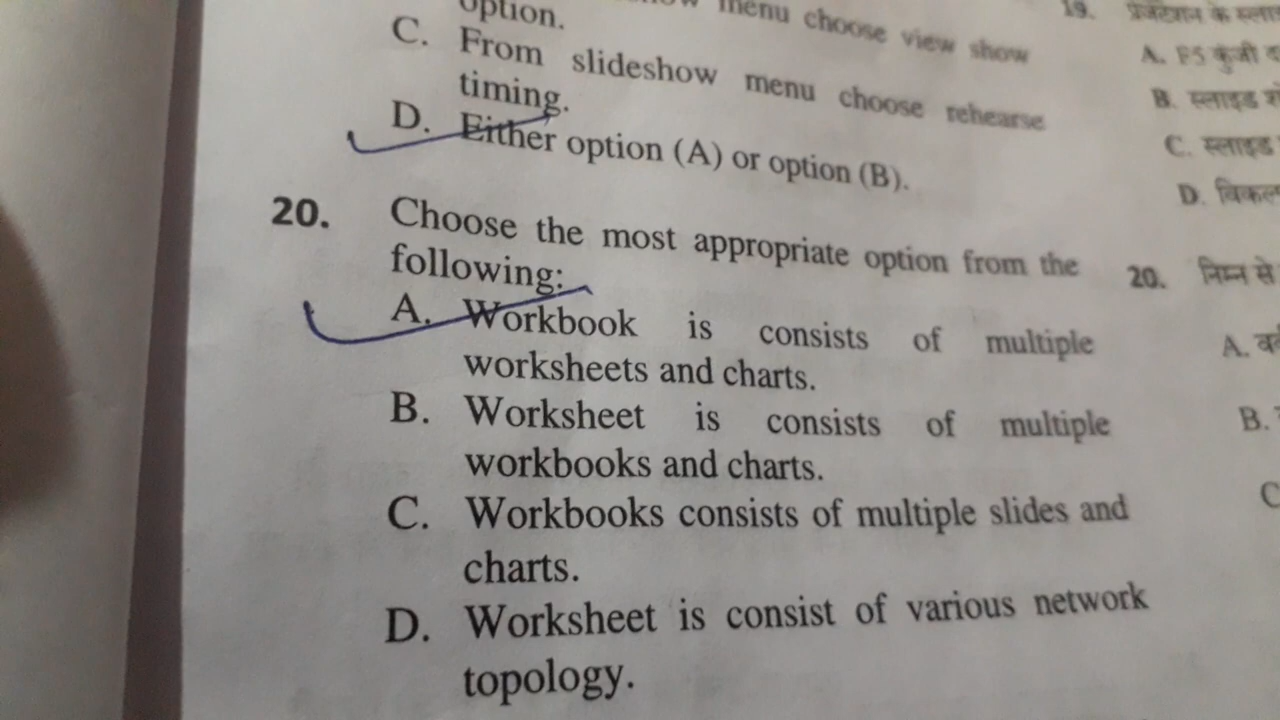 option.
menu choose view show
C. From slideshow menu choose rehearse
timing.
D. Either option (A) or option (B).
20. Choose the most appropriate option from the
following:
A. Workbook is consists of multiple
worksheets and charts.
B. Worksheet is consists of multiple
workbooks and charts.
C. Workbooks consists of multiple slides and
charts.
D. Worksheet is consist of various network
topology.
19. के
A. F5 कुंजी
B. स्लाइड
C. स्लाइड
D.
20. निम्न से
A.
B.
C